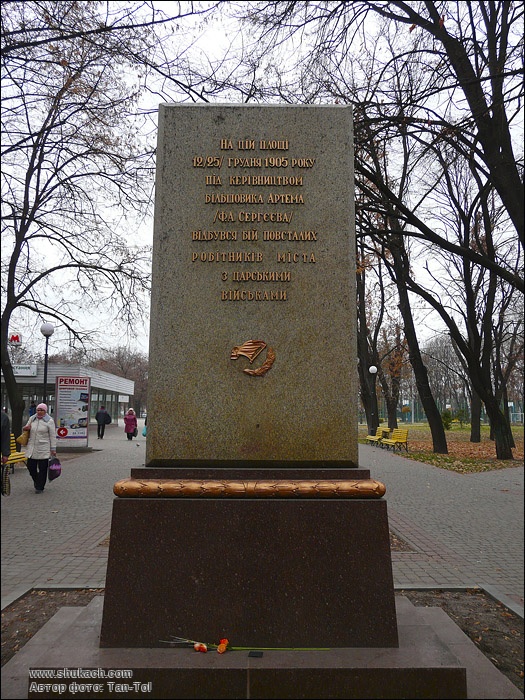 НА ЦІЙ ПЛОЩІ
12/25/ ГРУДНЯ 1905 РОКУ
ПІД КЕРІВНИЦТВОМ
БІЛЬШОВИКА АРТЕМА
/Ф.А. СЕРГЄЄВА/
ВІДБУВСЯ БІЙ ПОВСТАЛИХ
РОБІТНИКІВ МІСТА
З ЦАРСЬКИМИ
ВІЙСЬКАМИ
М
РЕМОНТ
www.shukach.com
Автор фото: Tan-Tol